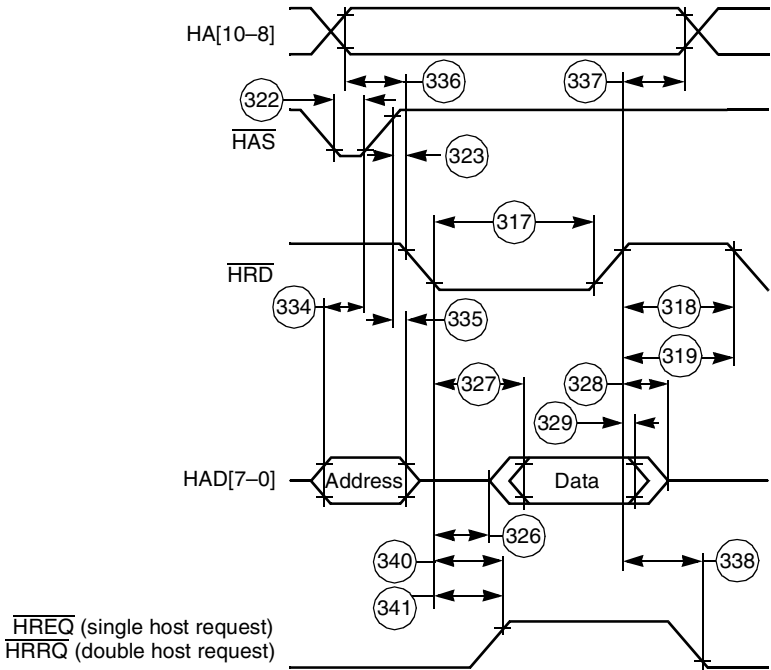 HA[10–8]
336
337
322
HAS
323
317
HRD
334
335
318
319
327
328
329
HAD[7–0]
Address
Data
326
340
338
341
HREQ (single host request)
HRRQ (double host request)